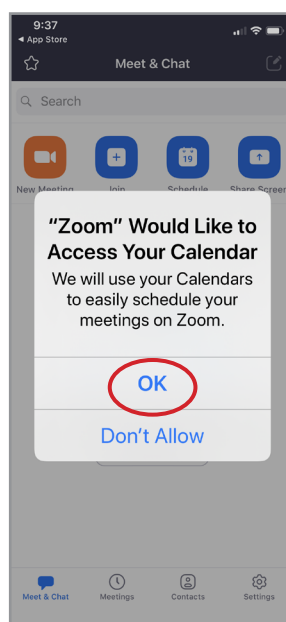 9:37
◀ App Store
Meet & Chat
Search
19
New Meeting Join Schedule Share Screen
“Zoom” Would Like to
Access Your Calendar
We will use your Calendars
to easily schedule your
meetings on Zoom.
OK
Don’t Allow
Meet & Chat Meetings Contacts Settings